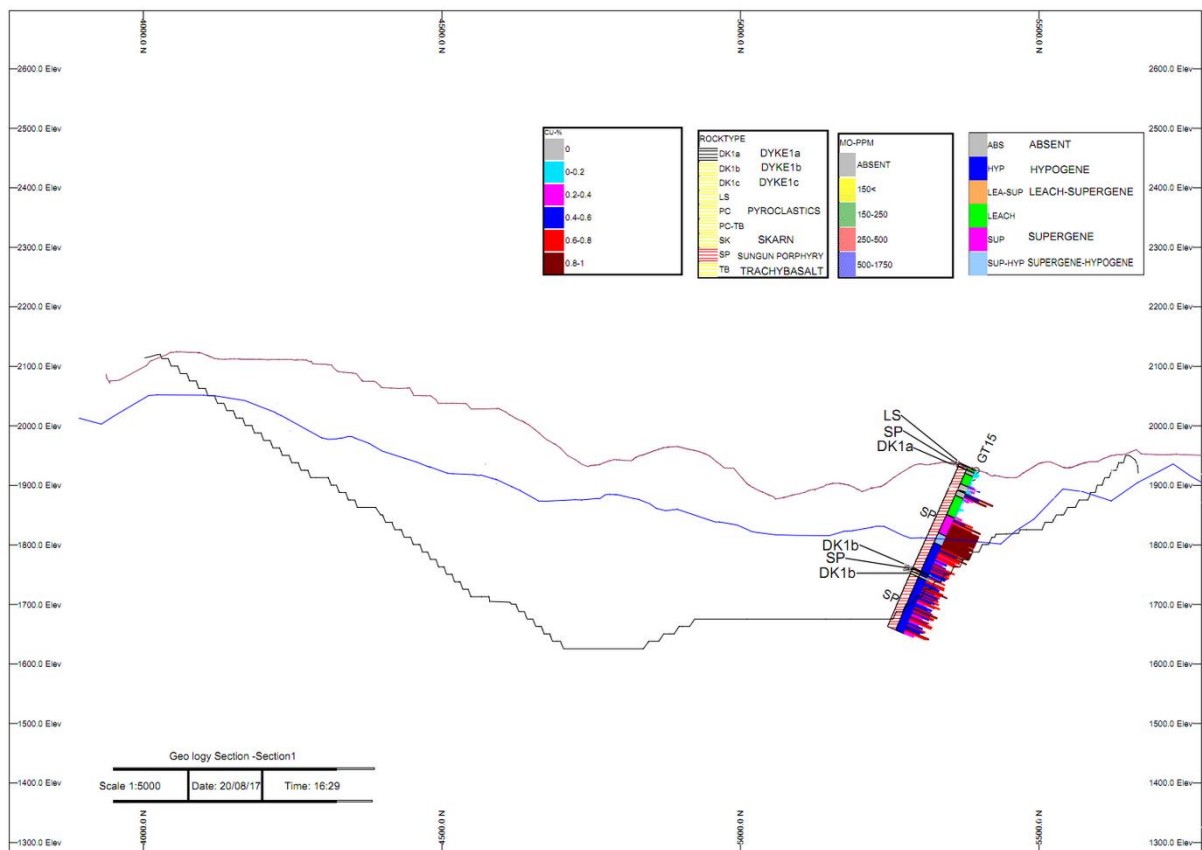 4000.0 N
4500.0 N
5000.0 N
5500.0 N
2600.0 Elev
2600.0 Elev
2500.0 Elev
2500.0 Elev
2400.0 Elev
2400.0 Elev
2300.0 Elev
2300.0 Elev
2200.0 Elev
2200.0 Elev
2100.0 Elev
2100.0 Elev
2000.0 Elev
2000.0 Elev
1900.0 Elev
1900.0 Elev
1800.0 Elev
1800.0 Elev
1700.0 Elev
1700.0 Elev
1600.0 Elev
1600.0 Elev
1500.0 Elev
1500.0 Elev
1400.0 Elev
1400.0 Elev
1300.0 Elev
1300.0 Elev
CU-%
0
0-0.2
0.2-0.4
0.4-0.6
0.6-0.8
0.8-1
ROCKTYPE
DK1a DYKE1a
DK1b DYKE1b
DK1c DYKE1c
LS
PC PYROCLASTICS
PC-TB
SK SKARN
SP SUNGUN PORPHYRY
TB TRACHYBASALT
MO-PPM
ABSENT
150<
150-250
250-500
500-1750
ABS ABSENT
HYP HYPOGENE
LEA-SUP LEACH-SUPERGENE
LEACH
SUP SUPERGENE
SUP-HYP SUPERGENE-HYPOGENE
LS
SP
DK1a
GT15
SP
DK1b
SP
DK1b
SP
Geo logy Section -Section1
Scale 1:5000 Date: 20/08/17 Time: 16:29
4000.0 N
4500.0 N
5000.0 N
5500.0 N